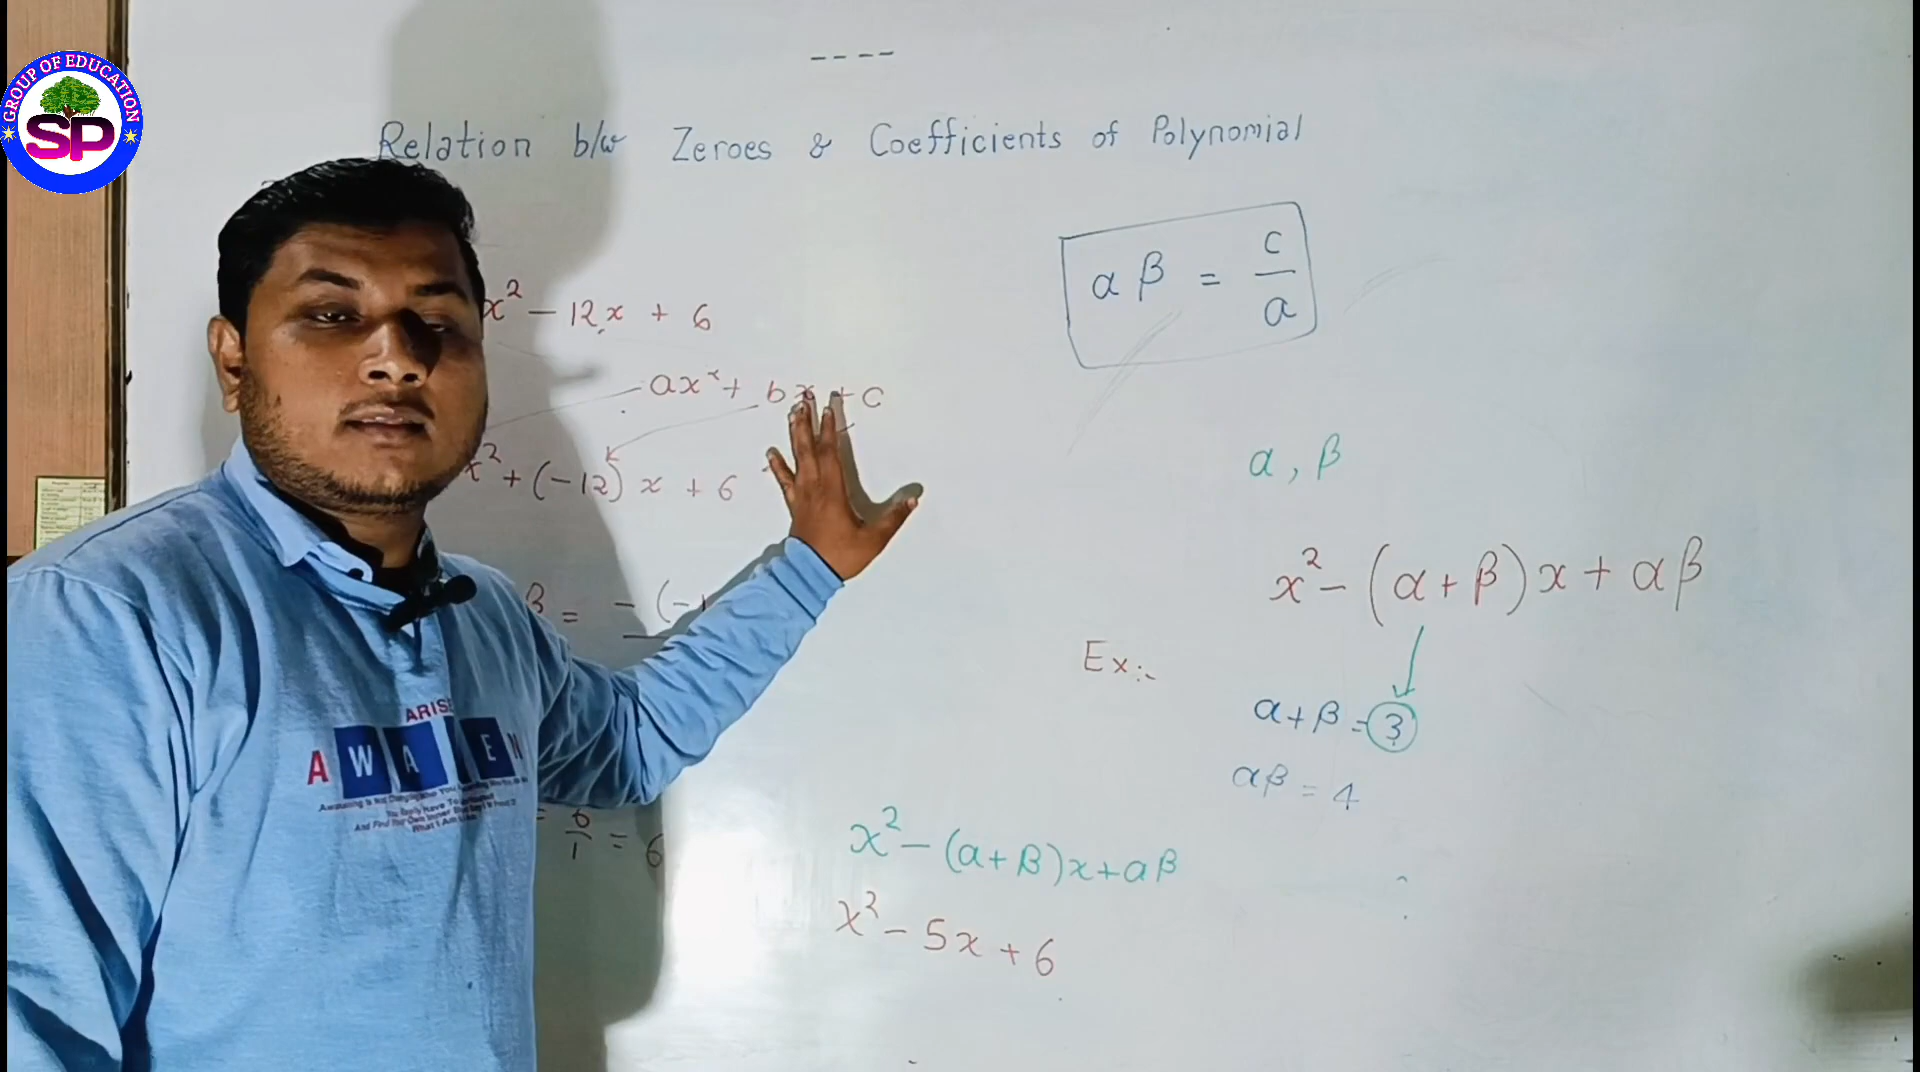 GROUP OF EDUCATION
SP
----
Relation b/w Zeroes & Coefficients of Polynomial
αβ = c/a
x² - 12x + 6
ax² + bx + c
x² + (-12) x + 6
α, β
β = -(-1
x² - (α + β) x + αβ
Ex:-
α + β = 3
αβ = 4
= 6/1 = 6
x² - (α + β)x + αβ
x² - 5x + 6
ARISE
AWAKEN